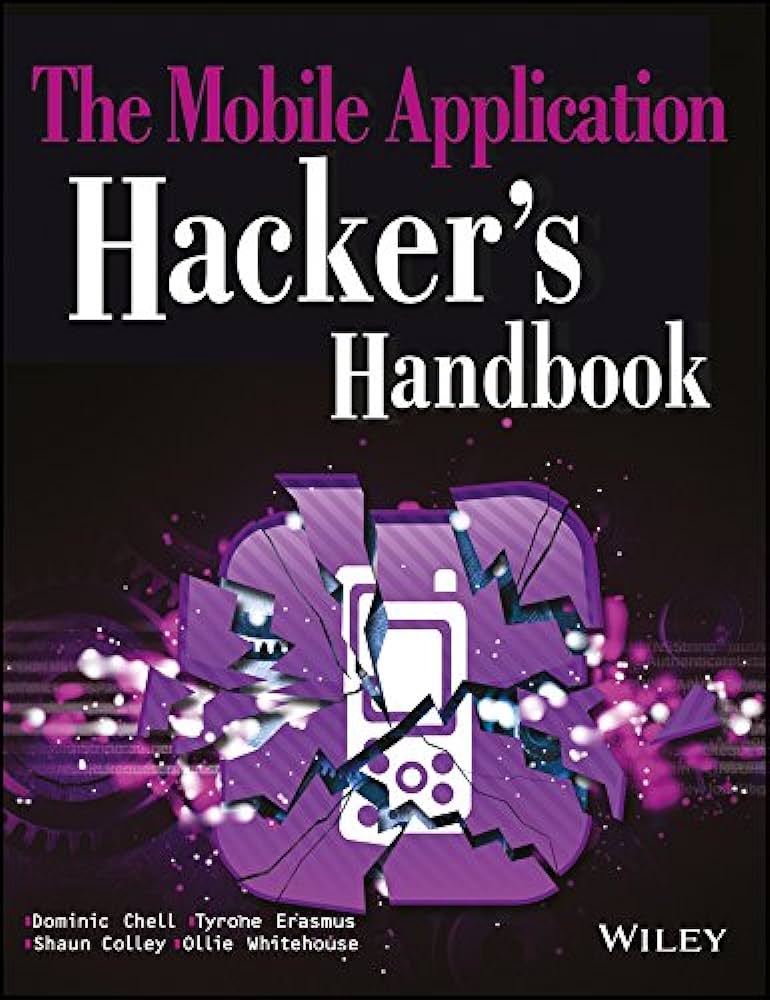 The Mobile Application
Hacker's
Handbook
Dominic Chell Tyrone Erasmus
Shaun Colley Ollie Whitehouse
WILEY